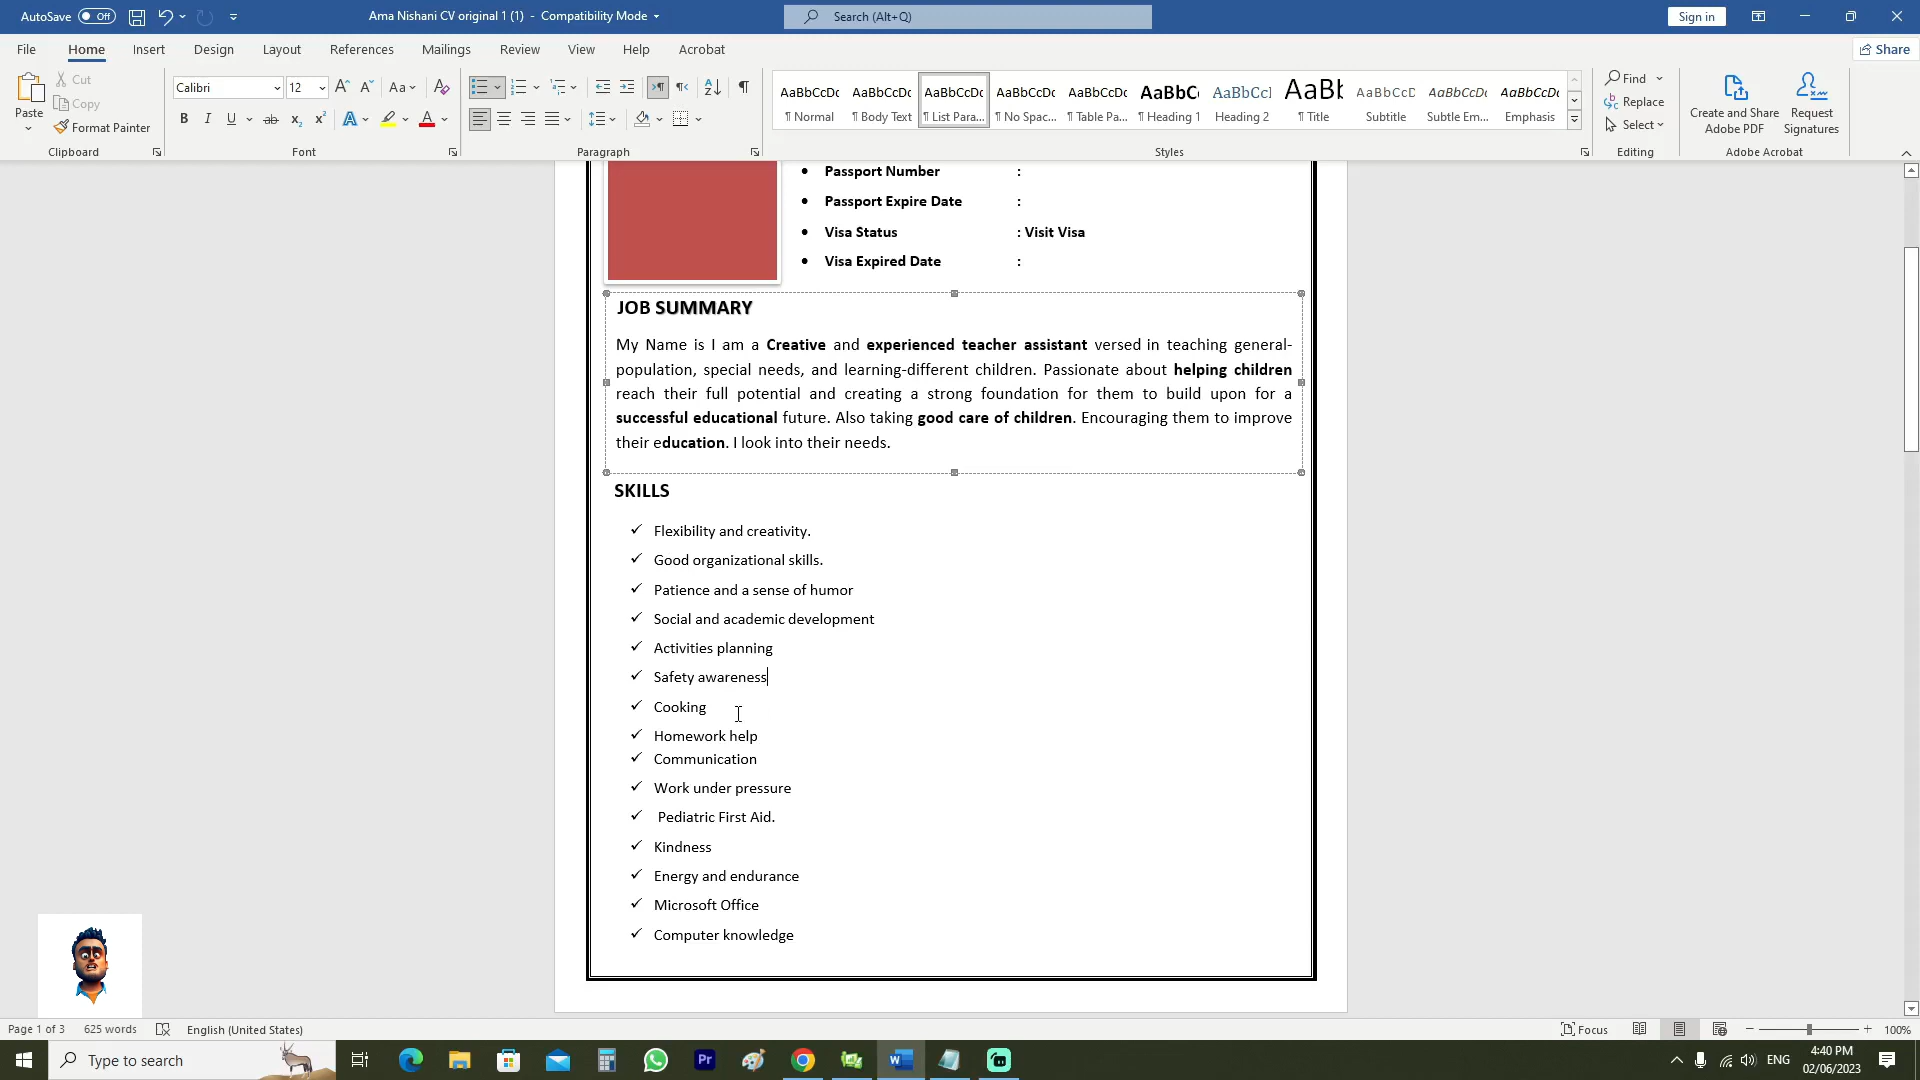 AutoSave Off
Ama Nishani CV original 1 (1) - Compatibility Mode
Search (Alt+Q)
Sign in
File Home Insert Design Layout References Mailings Review View Help Acrobat
Share
Paste
Cut
Copy
Format Painter
Clipboard
Calibri 12
Font
Paragraph
AaBbCcDc AaBbCcDc AaBbCcDc AaBbCcDc AaBbCcDc AaBbC AaBbCcI AaBb AaBbCcD AaBbCcDt AaBbCcDt
¶ Normal ¶ Body Text ¶ List Para... ¶ No Spac... ¶ Table Pa... ¶ Heading 1 Heading 2 ¶ Title Subtitle Subtle Em... Emphasis
Styles
Find
Replace
Select
Editing
Create and Share
Adobe PDF
Request
Signatures
Adobe Acrobat
• Passport Number :
• Passport Expire Date :
• Visa Status : Visit Visa
• Visa Expired Date :
JOB SUMMARY
My Name is I am a Creative and experienced teacher assistant versed in teaching general-
population, special needs, and learning-different children. Passionate about helping children
reach their full potential and creating a strong foundation for them to build upon for a
successful educational future. Also taking good care of children. Encouraging them to improve
their education. I look into their needs.
SKILLS
✓ Flexibility and creativity.
✓ Good organizational skills.
✓ Patience and a sense of humor
✓ Social and academic development
✓ Activities planning
✓ Safety awareness
✓ Cooking
✓ Homework help
✓ Communication
✓ Work under pressure
✓ Pediatric First Aid.
✓ Kindness
✓ Energy and endurance
✓ Microsoft Office
✓ Computer knowledge
Page 1 of 3 625 words English (United States)
Focus
100%
Type to search
ENG
4:40 PM
02/06/2023